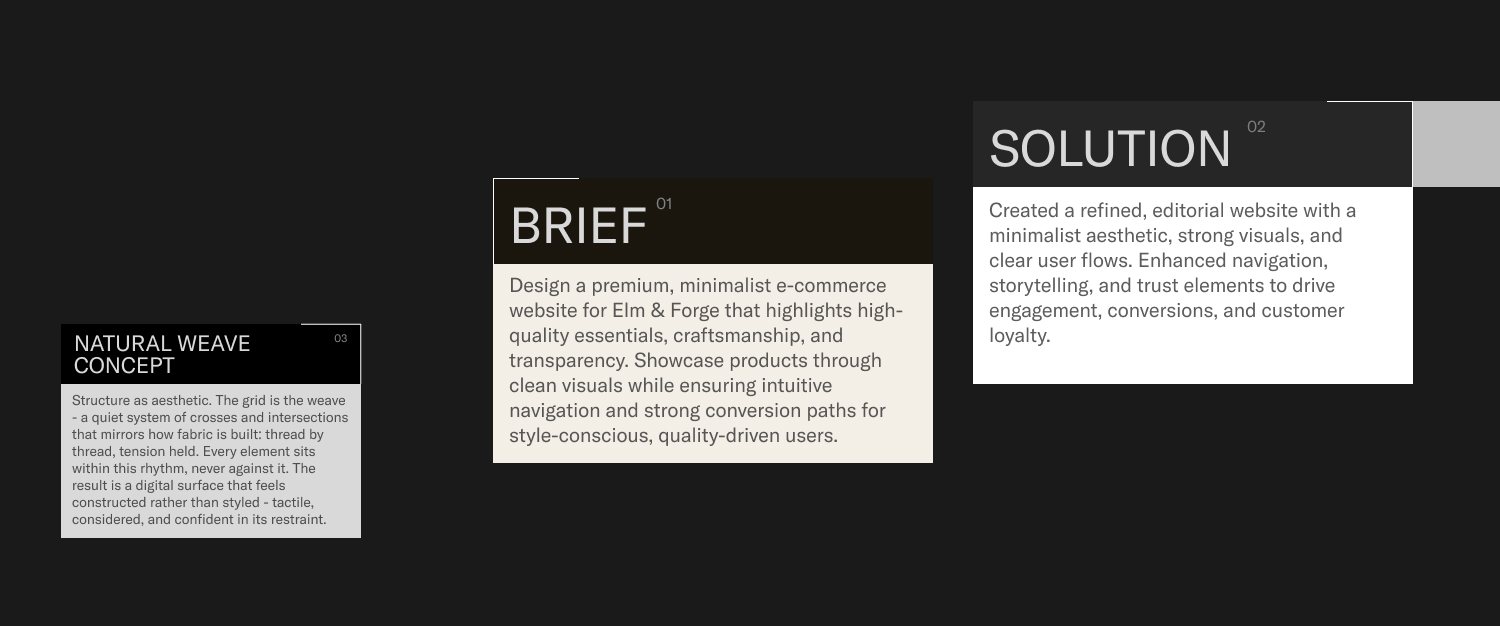 NATURAL WEAVE
CONCEPT
03
Structure as aesthetic. The grid is the weave
- a quiet system of crosses and intersections
that mirrors how fabric is built: thread by
thread, tension held. Every element sits
within this rhythm, never against it. The
result is a digital surface that feels
constructed rather than styled - tactile,
considered, and confident in its restraint.
BRIEF 01
Design a premium, minimalist e-commerce
website for Elm & Forge that highlights high-
quality essentials, craftsmanship, and
transparency. Showcase products through
clean visuals while ensuring intuitive
navigation and strong conversion paths for
style-conscious, quality-driven users.
SOLUTION 02
Created a refined, editorial website with a
minimalist aesthetic, strong visuals, and
clear user flows. Enhanced navigation,
storytelling, and trust elements to drive
engagement, conversions, and customer
loyalty.